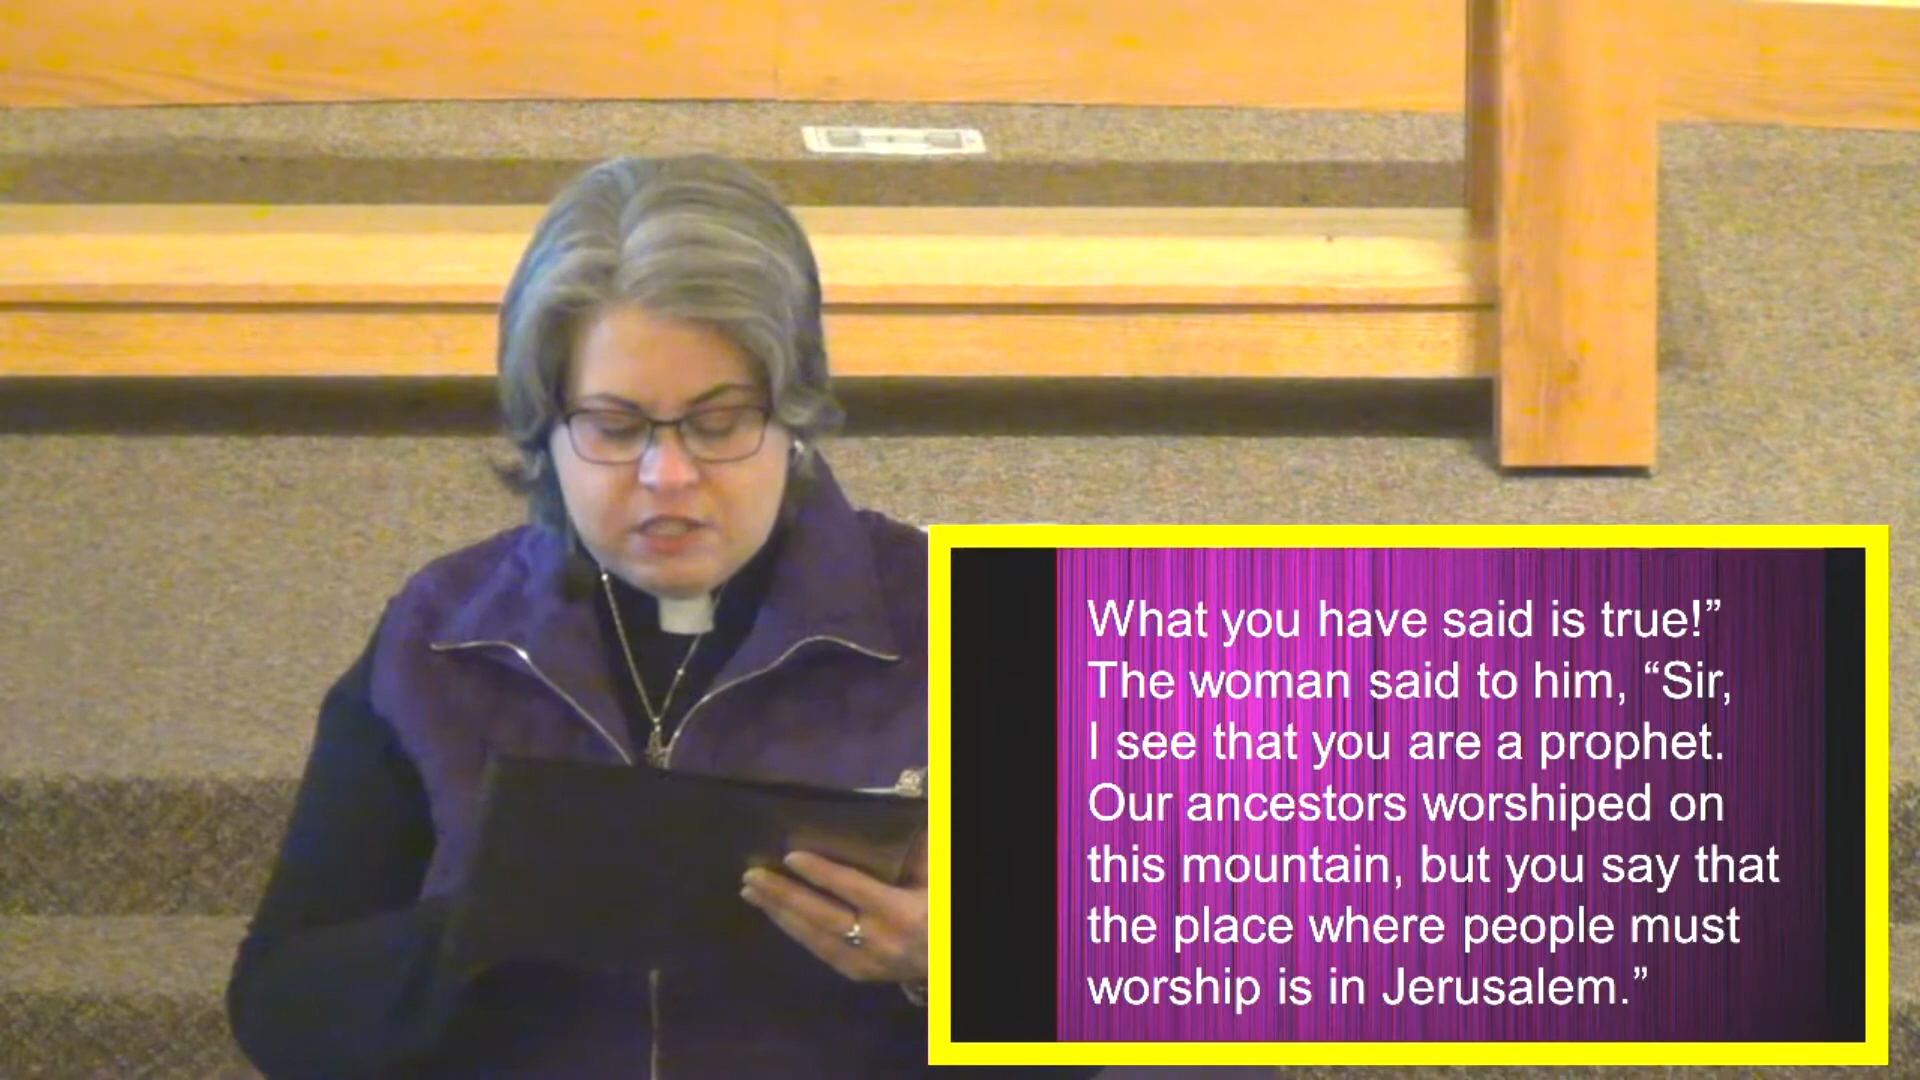 What you have said is true!”
The woman said to him, “Sir,
I see that you are a prophet.
Our ancestors worshiped on
this mountain, but you say that
the place where people must
worship is in Jerusalem.”